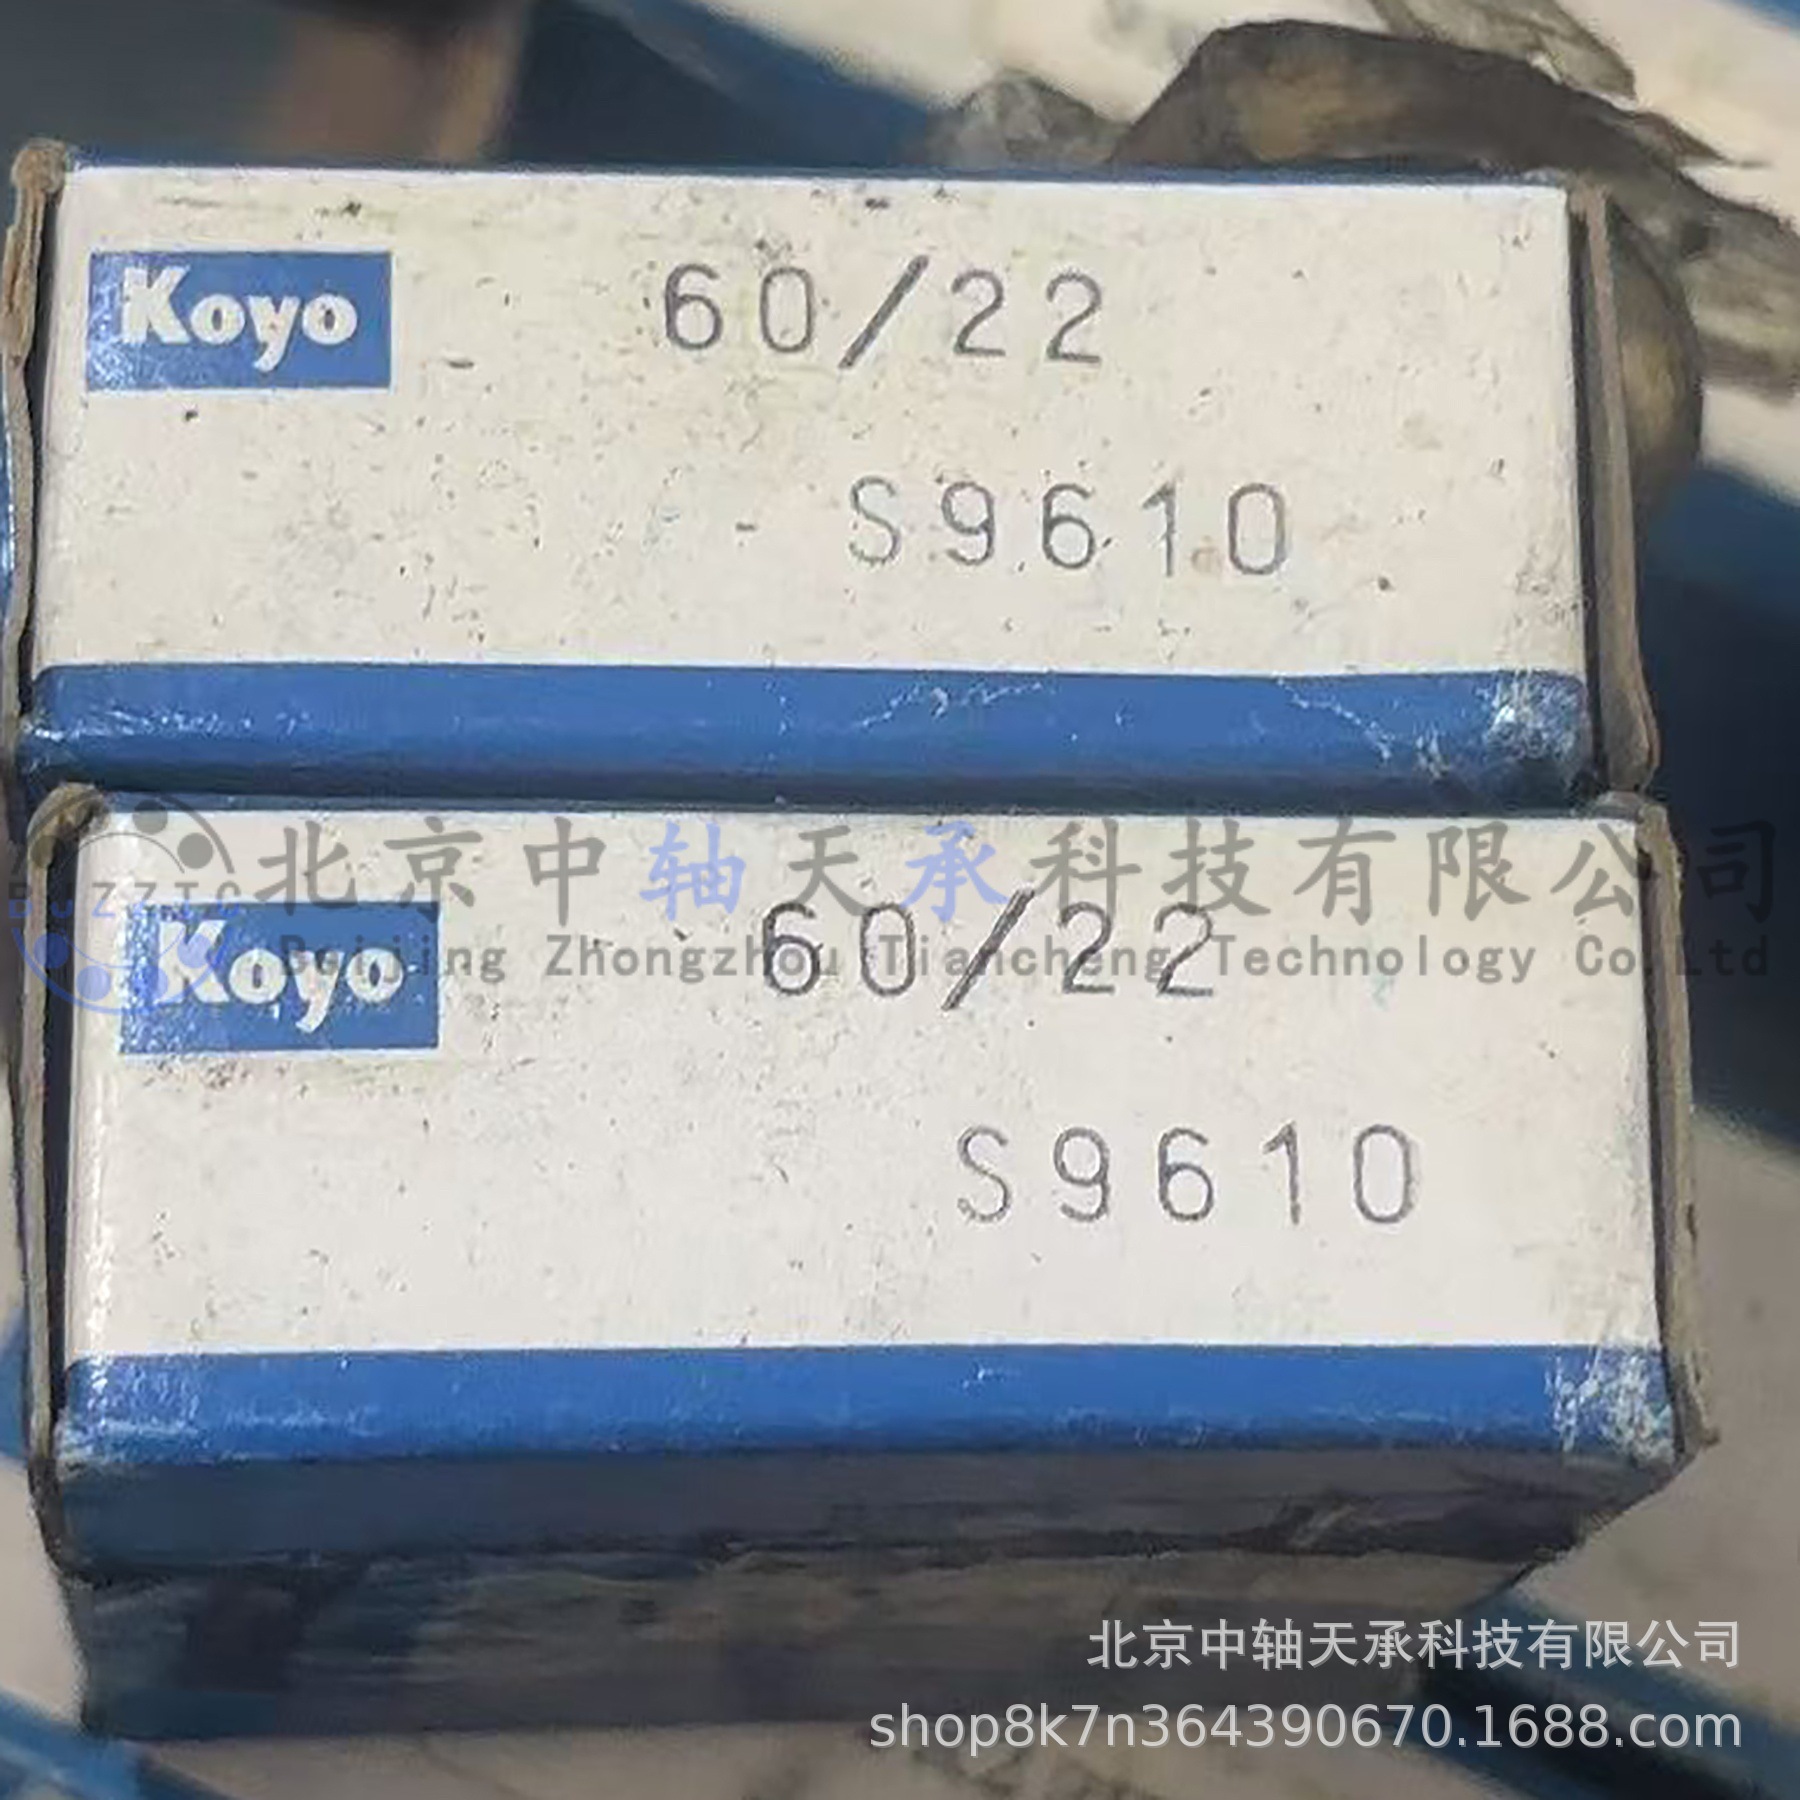 Koyo 60/22
S9610
BUZZTC 北京中轴天承科技有限公司
Beijing Zhongzhou Tiancheng Technology Co.Ltd
Koyo 60/22
S9610
北京中轴天承科技有限公司
shop8k7n364390670.1688.com